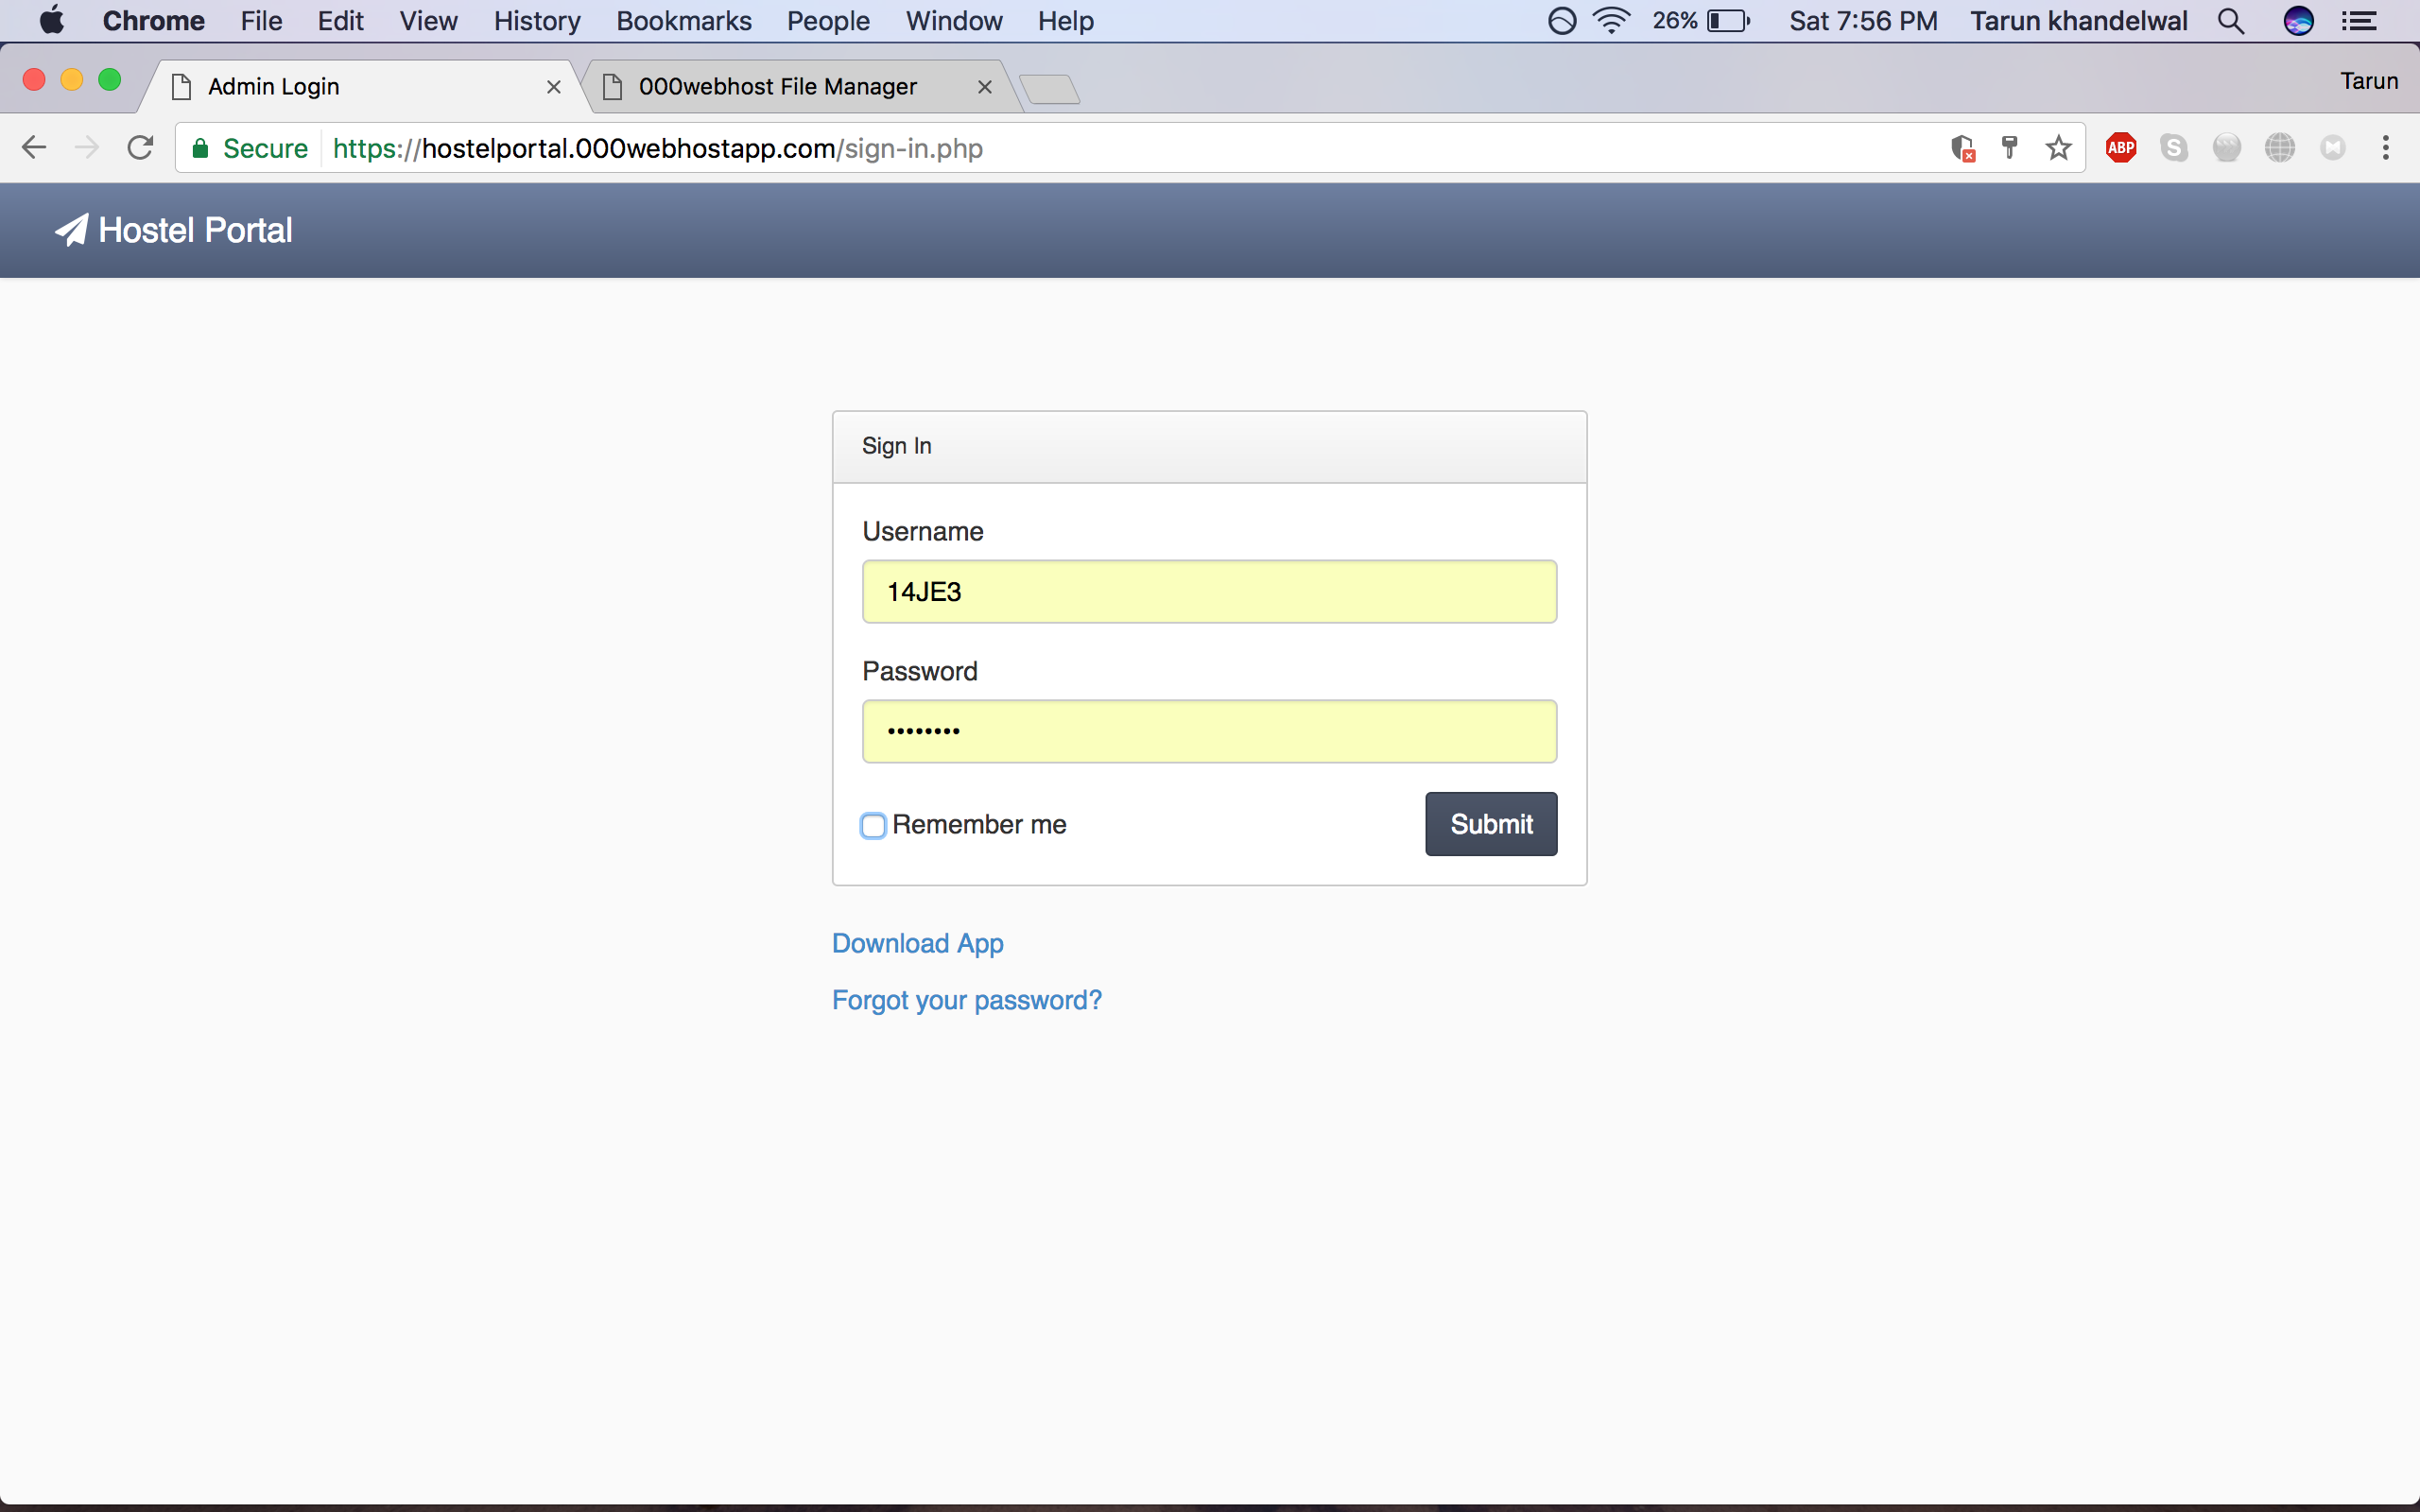 Chrome File Edit View History Bookmarks People Window Help 26% Sat 7:56 PM Tarun khandelwal
Admin Login 000webhost File Manager Tarun
Secure https://hostelportal.000webhostapp.com/sign-in.php ABP S
Hostel Portal
Sign In
Username
14JE3
Password
••••••••
Remember me Submit
Download App
Forgot your password?